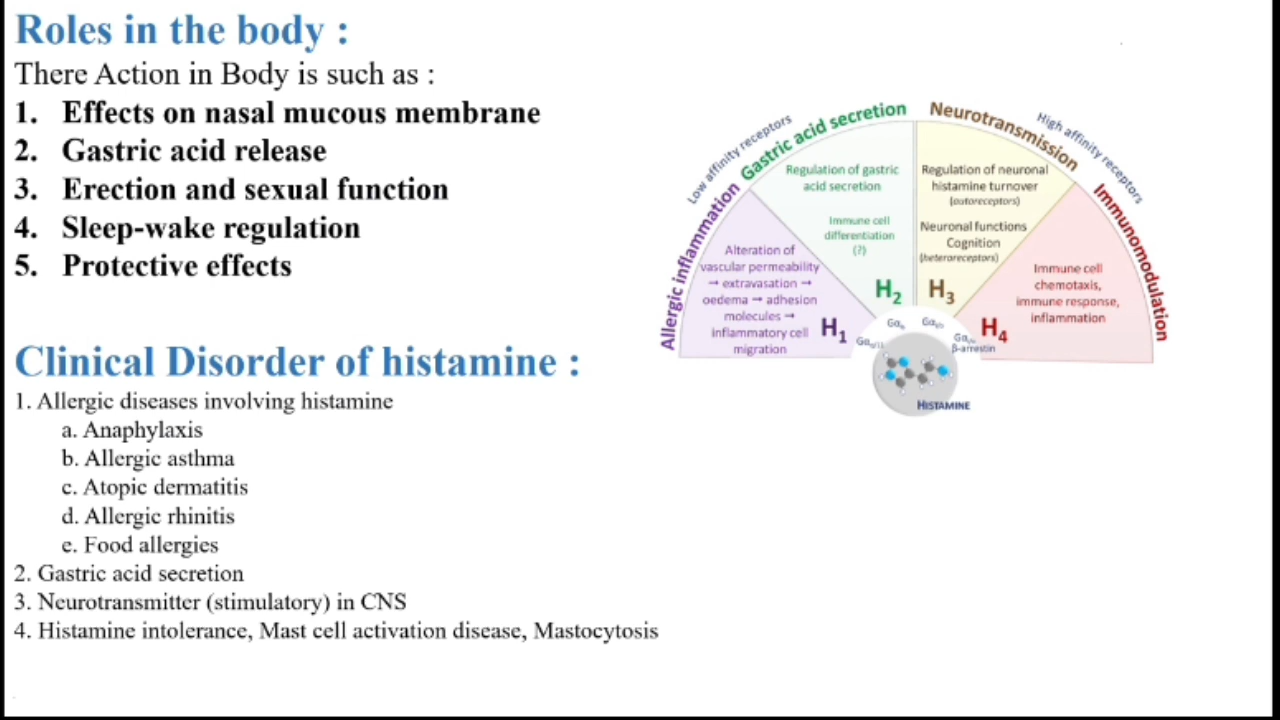 Roles in the body :
There Action in Body is such as :
1. Effects on nasal mucous membrane
2. Gastric acid release
3. Erection and sexual function
4. Sleep-wake regulation
5. Protective effects
Clinical Disorder of histamine :
1. Allergic diseases involving histamine
a. Anaphylaxis
b. Allergic asthma
c. Atopic dermatitis
d. Allergic rhinitis
e. Food allergies
2. Gastric acid secretion
3. Neurotransmitter (stimulatory) in CNS
4. Histamine intolerance, Mast cell activation disease, Mastocytosis
Low affinity receptors
High affinity receptors
Allergic inflammation
Alteration of
vascular permeability
→ extravasation →
oedema → adhesion
molecules →
inflammatory cell
migration
H1
Gastric acid secretion
Regulation of gastric
acid secretion
Immune cell
differentiation
(?)
H2
Neurotransmission
Regulation of neuronal
histamine turnover
(autoreceptors)
Neuronal functions
Cognition
(heteroreceptors)
H3
Immunomodulation
Immune cell
chemotaxis,
immune response,
inflammation
H4
β-arrestin
HISTAMINE